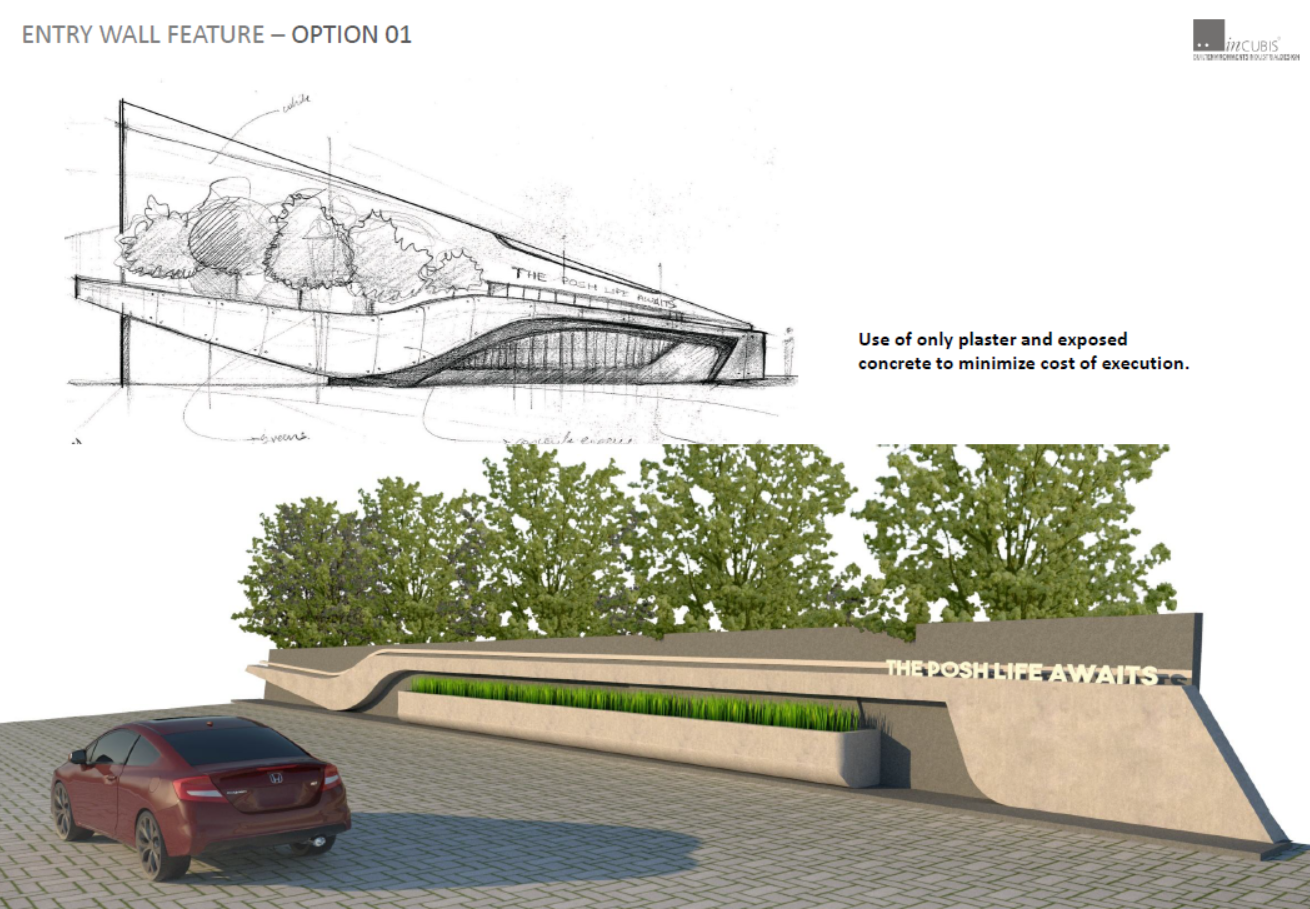 ENTRY WALL FEATURE – OPTION 01
inCUBIS
white
THE POSH LIFE AWAITS
Use of only plaster and exposed
concrete to minimize cost of execution.
THE POSH LIFE AWAITS